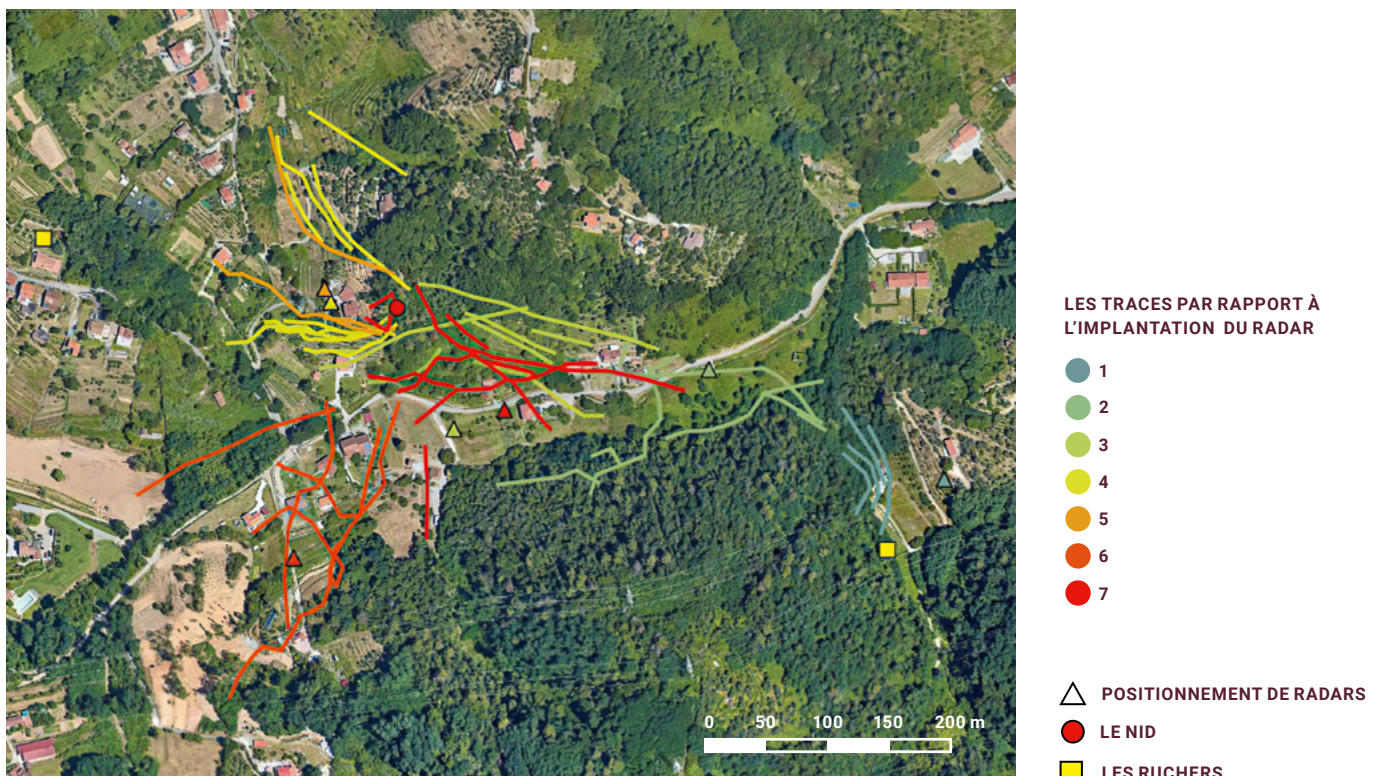 LES TRACES PAR RAPPORT À
L'IMPLANTATION DU RADAR
1
2
3
4
5
6
7
POSITIONNEMENT DE RADARS
LE NID
LES RUCHERS
0 50 100 150 200 m